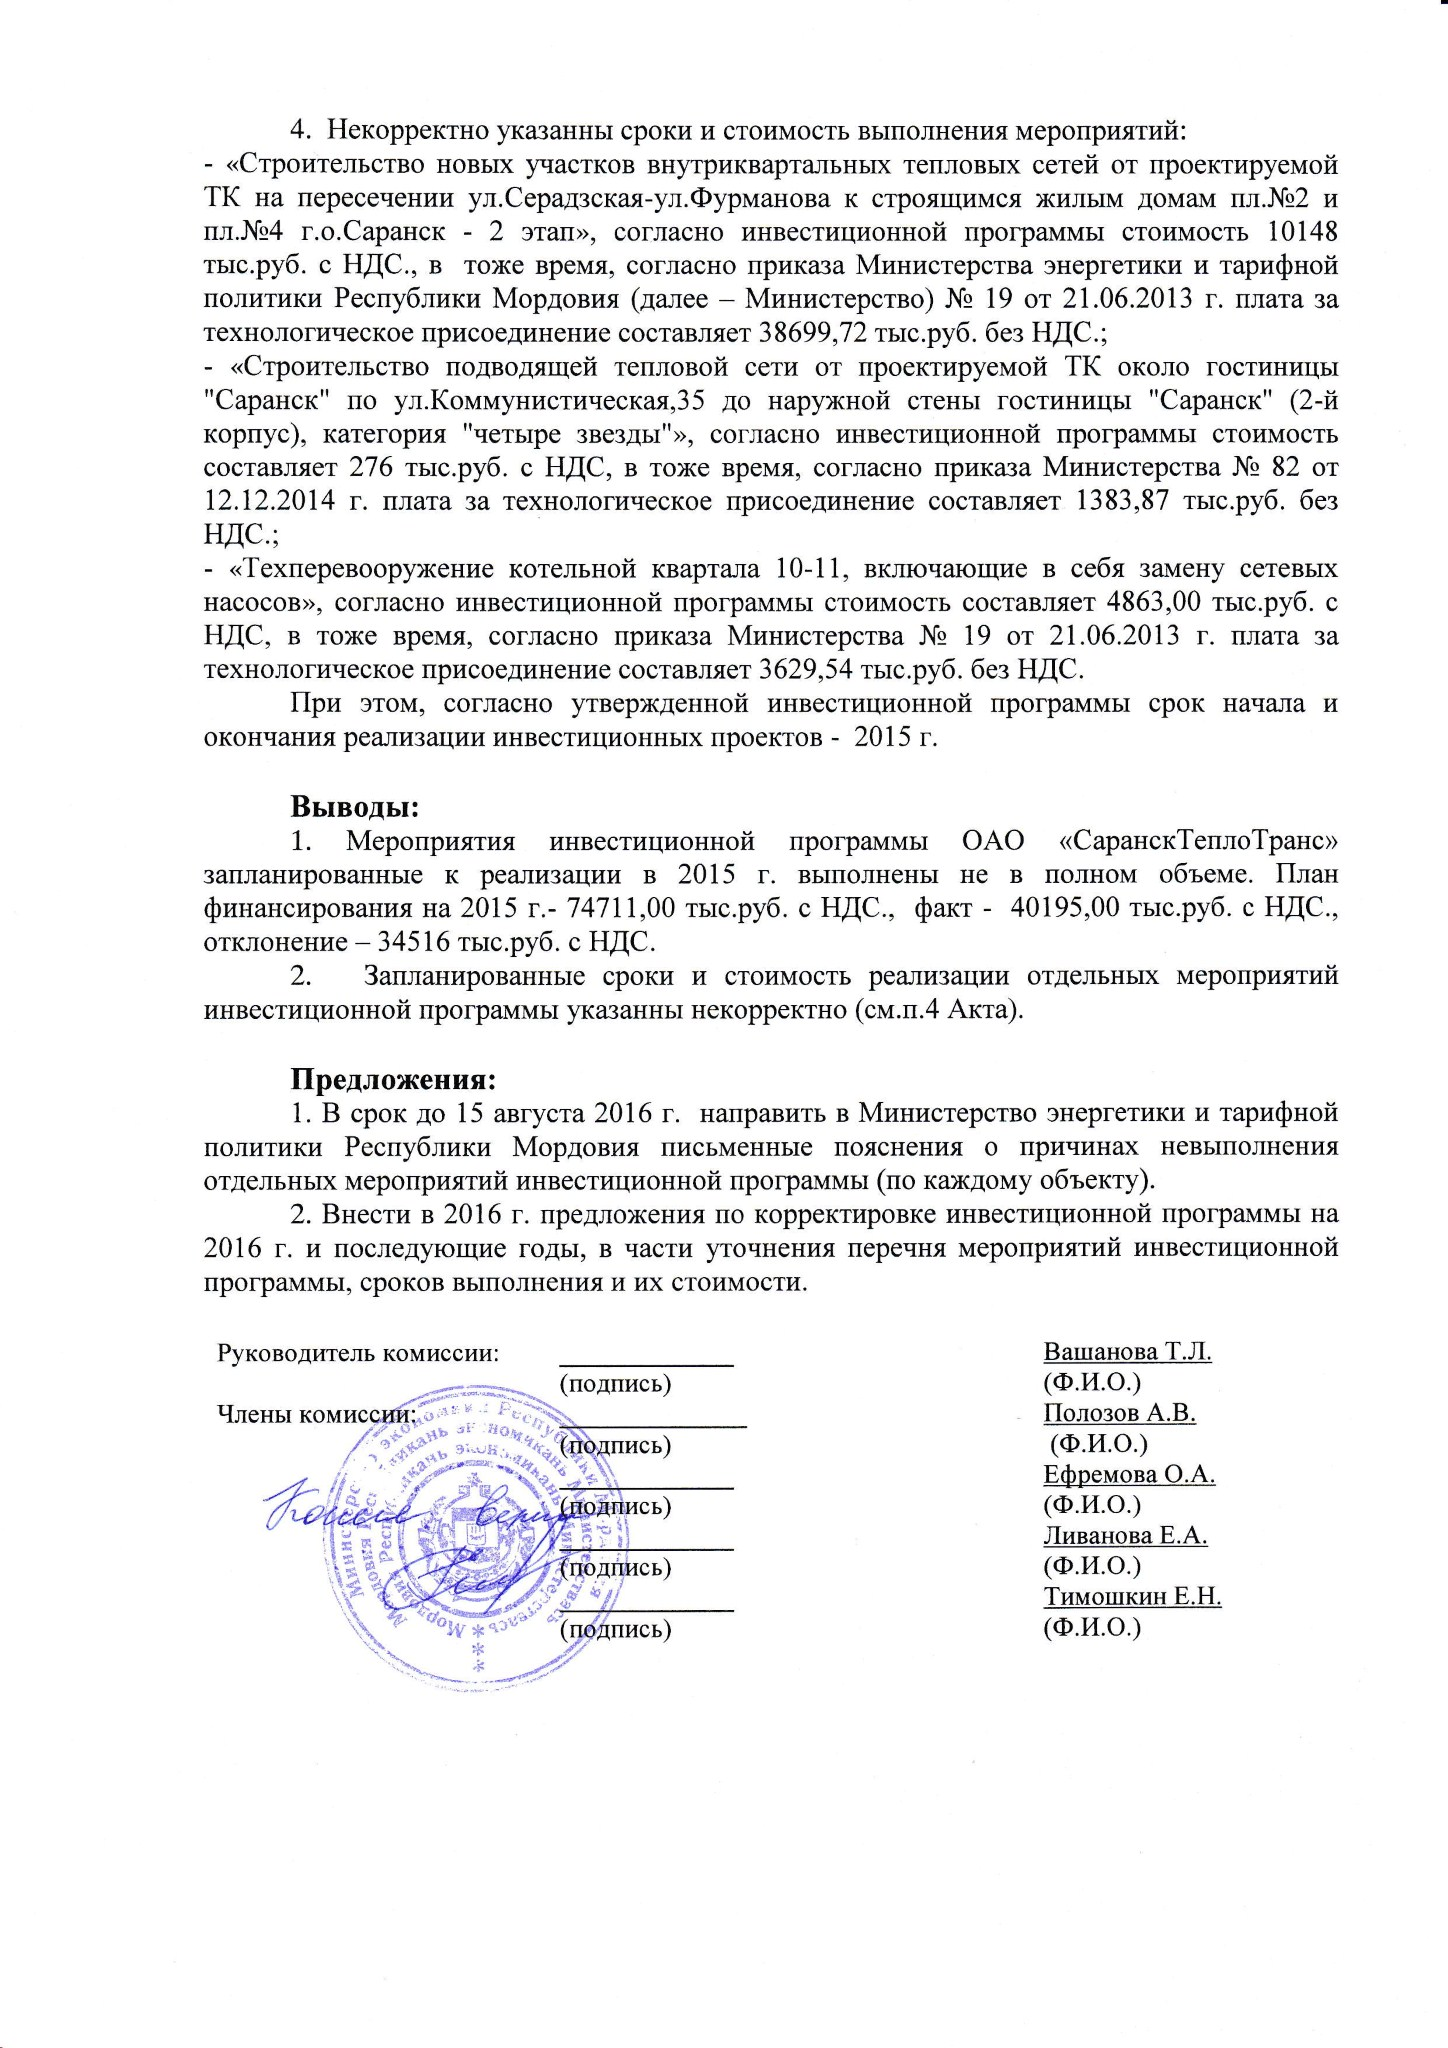 4. Некорректно указанны сроки и стоимость выполнения мероприятий:
- «Строительство новых участков внутриквартальных тепловых сетей от проектируемой
ТК на пересечении ул.Серадзская-ул.Фурманова к строящимся жилым домам пл.№2 и
пл.№4 г.о.Саранск - 2 этап», согласно инвестиционной программы стоимость 10148
тыс.руб. с НДС., в тоже время, согласно приказа Министерства энергетики и тарифной
политики Республики Мордовия (далее – Министерство) № 19 от 21.06.2013 г. плата за
технологическое присоединение составляет 38699,72 тыс.руб. без НДС.;
- «Строительство подводящей тепловой сети от проектируемой ТК около гостиницы
"Саранск" по ул.Коммунистическая,35 до наружной стены гостиницы "Саранск" (2-й
корпус), категория "четыре звезды"», согласно инвестиционной программы стоимость
составляет 276 тыс.руб. с НДС, в тоже время, согласно приказа Министерства № 82 от
12.12.2014 г. плата за технологическое присоединение составляет 1383,87 тыс.руб. без
НДС.;
- «Техперевооружение котельной квартала 10-11, включающие в себя замену сетевых
насосов», согласно инвестиционной программы стоимость составляет 4863,00 тыс.руб. с
НДС, в тоже время, согласно приказа Министерства № 19 от 21.06.2013 г. плата за
технологическое присоединение составляет 3629,54 тыс.руб. без НДС.
При этом, согласно утвержденной инвестиционной программы срок начала и
окончания реализации инвестиционных проектов - 2015 г.
Выводы:
1. Мероприятия инвестиционной программы ОАО «СаранскТеплоТранс»
запланированные к реализации в 2015 г. выполнены не в полном объеме. План
финансирования на 2015 г.- 74711,00 тыс.руб. с НДС., факт - 40195,00 тыс.руб. с НДС.,
отклонение – 34516 тыс.руб. с НДС.
2. Запланированные сроки и стоимость реализации отдельных мероприятий
инвестиционной программы указанны некорректно (см.п.4 Акта).
Предложения:
1. В срок до 15 августа 2016 г. направить в Министерство энергетики и тарифной
политики Республики Мордовия письменные пояснения о причинах невыполнения
отдельных мероприятий инвестиционной программы (по каждому объекту).
2. Внести в 2016 г. предложения по корректировке инвестиционной программы на
2016 г. и последующие годы, в части уточнения перечня мероприятий инвестиционной
программы, сроков выполнения и их стоимости.
Руководитель комиссии: ____________ Вашанова Т.Л.
(подпись) (Ф.И.О.)
Члены комиссии: _____________ Полозов А.В.
(подпись) (Ф.И.О.)
____________ Ефремова О.А.
(подпись) (Ф.И.О.)
____________ Ливанова Е.А.
(подпись) (Ф.И.О.)
____________ Тимошкин Е.Н.
(подпись) (Ф.И.О.)
Копия верна